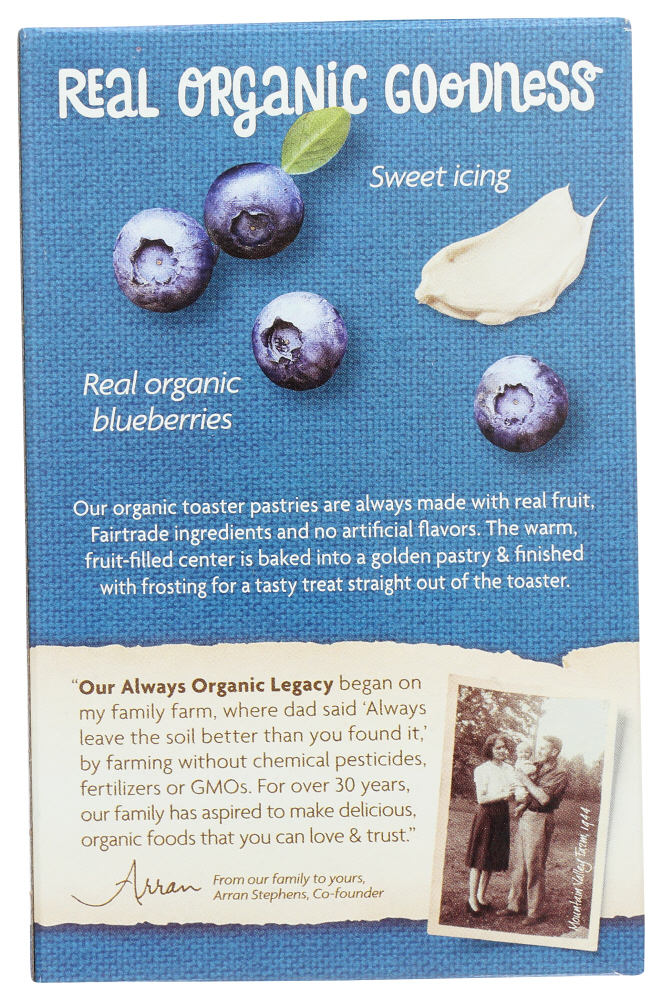 REAL ORGANIC GOODNESS
Sweet icing
Real organic
blueberries
Our organic toaster pastries are always made with real fruit,
Fairtrade ingredients and no artificial flavors. The warm,
fruit-filled center is baked into a golden pastry & finished
with frosting for a tasty treat straight out of the toaster.
“Our Always Organic Legacy began on
my family farm, where dad said ‘Always
leave the soil better than you found it,’
by farming without chemical pesticides,
fertilizers or GMOs. For over 30 years,
our family has aspired to make delicious,
organic foods that you can love & trust.”
Arran
From our family to yours,
Arran Stephens, Co-founder
Mountain Valley Farm, 1944